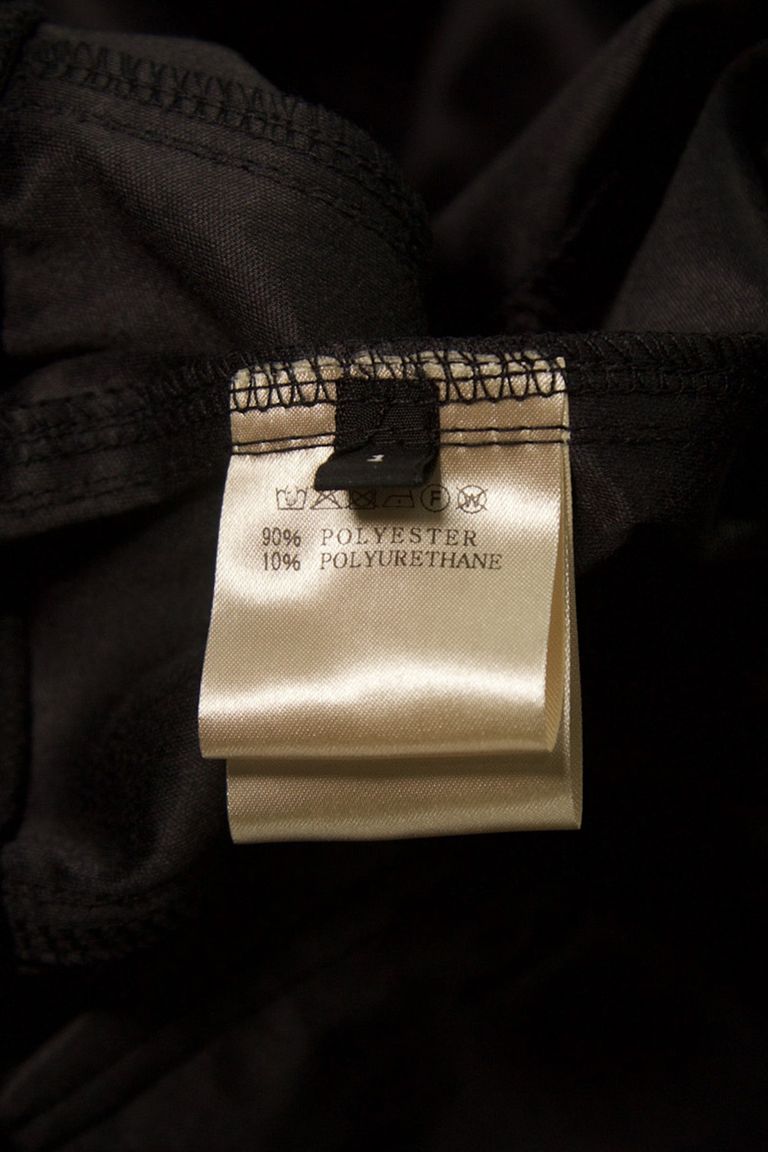 F W
90% POLYESTER
10% POLYURETHANE